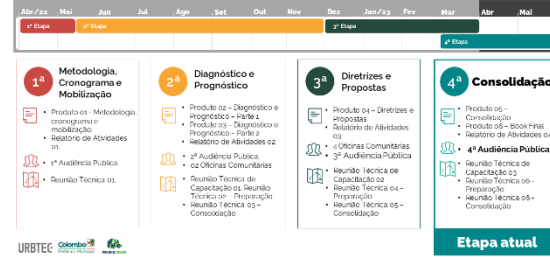 Abr/22 Mai Jun Jul Ago Set Out Nov Dez Jan/23 Fev Mar Abr Mai
1ª Etapa 2ª Etapa 3ª Etapa
4ª Etapa
1ª
Metodologia,
Cronograma e
Mobilização
• Produto 01 - Metodologia,
cronograma e
mobilização;
• Relatório de Atividades
01.
• 1ª Audiência Pública.
• Reunião Técnica 01.
2ª
Diagnóstico e
Prognóstico
• Produto 02 – Diagnóstico e
Prognóstico – Parte 1
• Produto 03 – Diagnóstico e
Prognóstico – Parte 2
• Relatório de Atividades 02
• 2ª Audiência Pública;
• 02 Oficinas Comunitárias
• Reunião Técnica de
Capacitação 01, Reunião
Técnica 02 – Preparação
• Reunião Técnica 03 –
Consolidação
3ª
Diretrizes e
Propostas
• Produto 04 – Diretrizes e
Propostas
• Relatório de Atividades
03
• 4 Oficinas Comunitárias;
• 3ª Audiência Pública
• Reunião Técnica de
Capacitação 02
• Reunião Técnica 04 –
Preparação
• Reunião Técnica 05 –
Consolidação
4ª
Consolidação
• Produto 05 –
Consolidação
• Produto 06 – Book Final
• Relatório de Atividades 04
• 4ª Audiência Pública
• Reunião Técnica de
Capacitação 03
• Reunião Técnica 06 -
Preparação
• Reunião Técnica 06 -
Consolidação
Etapa atual
URBTEC
Colombo
Prefeitura Municipal